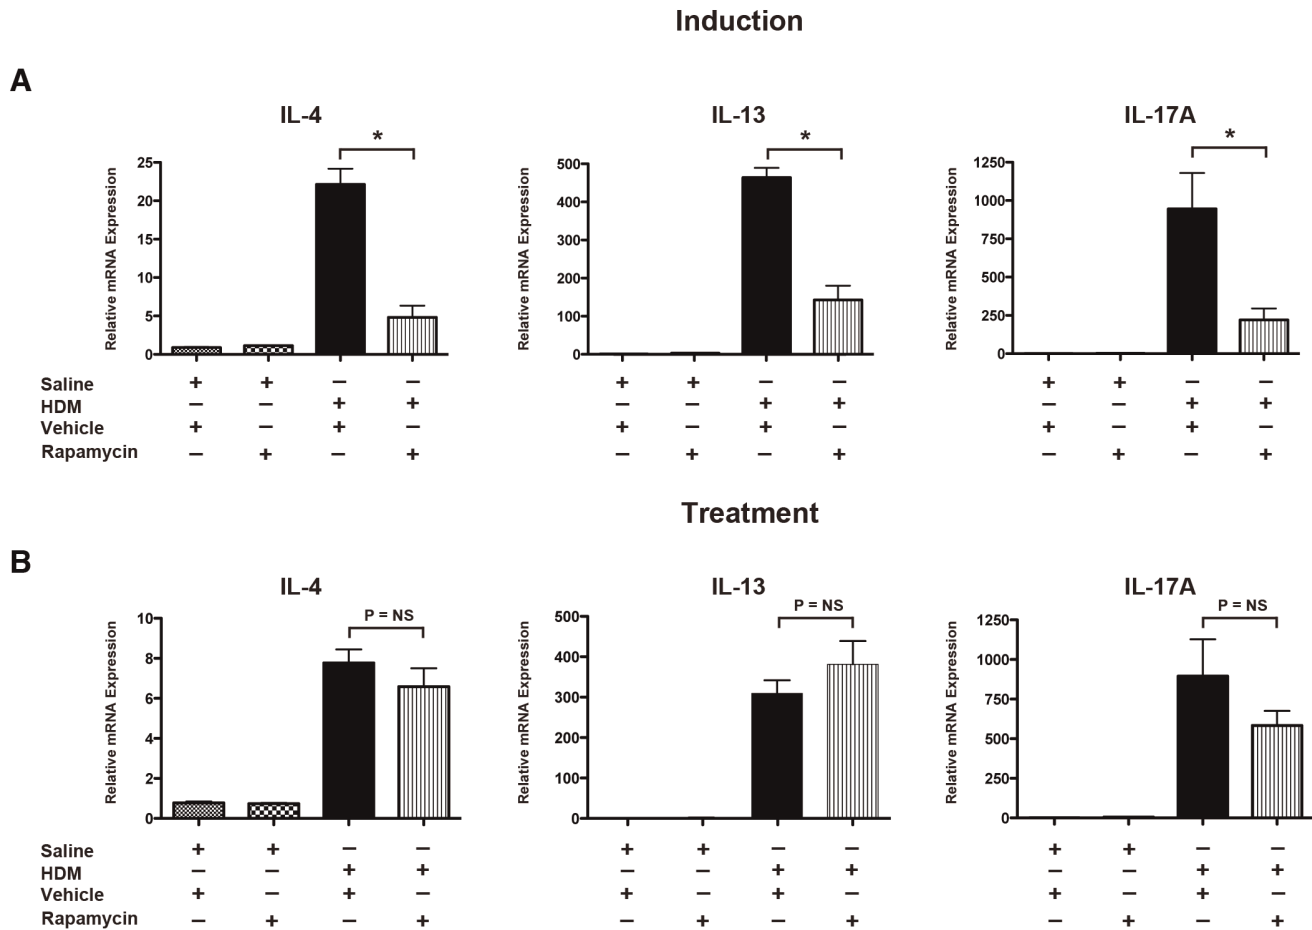 Induction
A
IL-4 IL-13 IL-17A
* * *
Relative mRNA Expression Relative mRNA Expression Relative mRNA Expression
25 500 1250
20 400 1000
15 300 750
10 200 500
5 100 250
0 0 0
Saline + + − − + + − − + + − −
HDM − − + + − − + + − − + +
Vehicle + − + − + − + − + − + −
Rapamycin − + − + − + − + − + − +
Treatment
B
IL-4 IL-13 IL-17A
P = NS P = NS P = NS
Relative mRNA Expression Relative mRNA Expression Relative mRNA Expression
10 500 1250
8 400 1000
6 300 750
4 200 500
2 100 250
0 0 0
Saline + + − − + + − − + + − −
HDM − − + + − − + + − − + +
Vehicle + − + − + − + − + − + −
Rapamycin − + − + − + − + − + − +